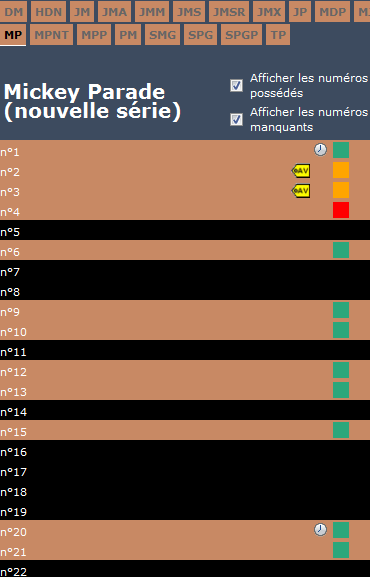 DM HDN JM JMA JMM JMS JMSR JMX JP MDP
MP MPNT MPP PM SMG SPG SPGP TP
Mickey Parade
(nouvelle série)
Afficher les numéros
possédés
Afficher les numéros
manquants
n°1
n°2 AV
n°3 AV
n°4
n°5
n°6
n°7
n°8
n°9
n°10
n°11
n°12
n°13
n°14
n°15
n°16
n°17
n°18
n°19
n°20
n°21
n°22